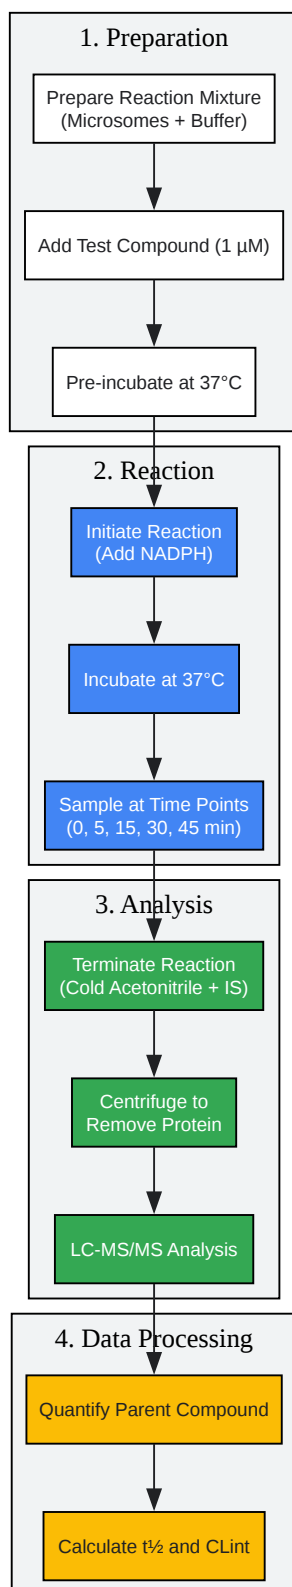 1. Preparation
Prepare Reaction Mixture
(Microsomes + Buffer)
Add Test Compound (1 µM)
Pre-incubate at 37°C
2. Reaction
Initiate Reaction
(Add NADPH)
Incubate at 37°C
Sample at Time Points
(0, 5, 15, 30, 45 min)
3. Analysis
Terminate Reaction
(Cold Acetonitrile + IS)
Centrifuge to
Remove Protein
LC-MS/MS Analysis
4. Data Processing
Quantify Parent Compound
Calculate t½ and CLint